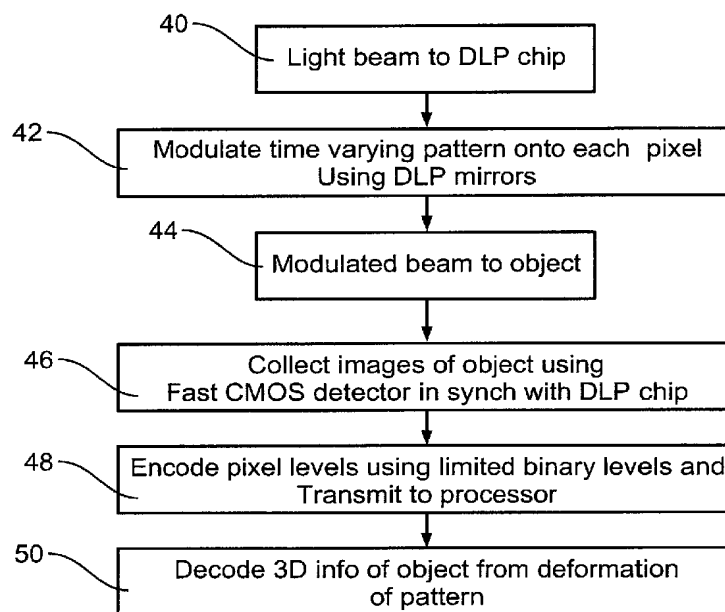 40
Light beam to DLP chip
42
Modulate time varying pattern onto each pixel
Using DLP mirrors
44
Modulated beam to object
46
Collect images of object using
Fast CMOS detector in synch with DLP chip
48
Encode pixel levels using limited binary levels and
Transmit to processor
50
Decode 3D info of object from deformation
of pattern